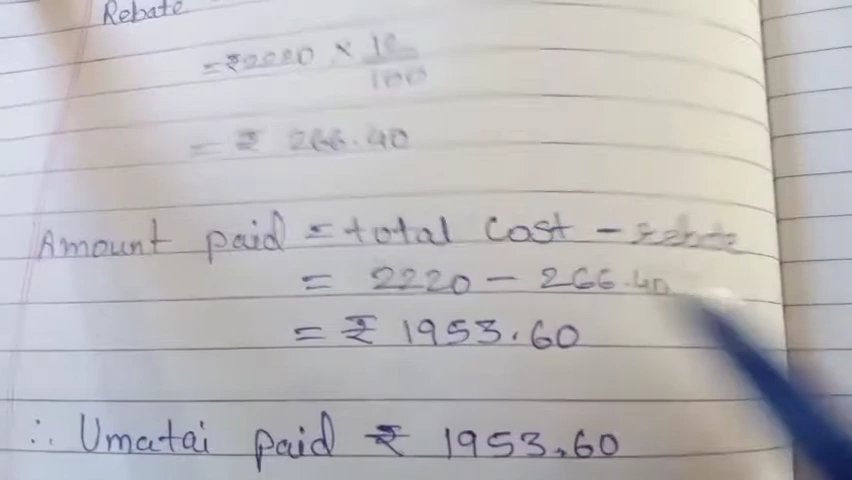 Rebate
= ₹2220 × 12/100
= ₹ 266.40
Amount paid = total cost - rebate
= 2220 - 266.40
= ₹ 1953.60
∴ Umatai paid ₹ 1953.60